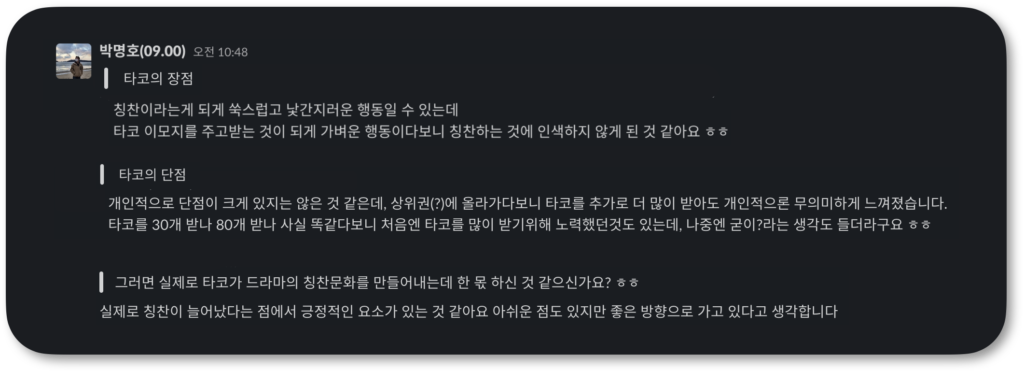 박명호(09.00) 오전 10:48
타코의 장점
칭찬이라는게 되게 쑥스럽고 낯간지러운 행동일 수 있는데
타코 이모지를 주고받는 것이 되게 가벼운 행동이다보니 칭찬하는 것에 인색하지 않게 된 것 같아요 ㅎㅎ
타코의 단점
개인적으로 단점이 크게 있지는 않은 것 같은데, 상위권(?)에 올라가다보니 타코를 추가로 더 많이 받아도 개인적으론 무의미하게 느껴졌습니다.
타코를 30개 받나 80개 받나 사실 똑같다보니 처음엔 타코를 많이 받기위해 노력했던것도 있는데, 나중엔 굳이?라는 생각도 들더라구요 ㅎㅎ
그러면 실제로 타코가 드라마의 칭찬문화를 만들어내는데 한 몫 하신 것 같으신가요? ㅎㅎ
실제로 칭찬이 늘어났다는 점에서 긍정적인 요소가 있는 것 같아요 아쉬운 점도 있지만 좋은 방향으로 가고 있다고 생각합니다